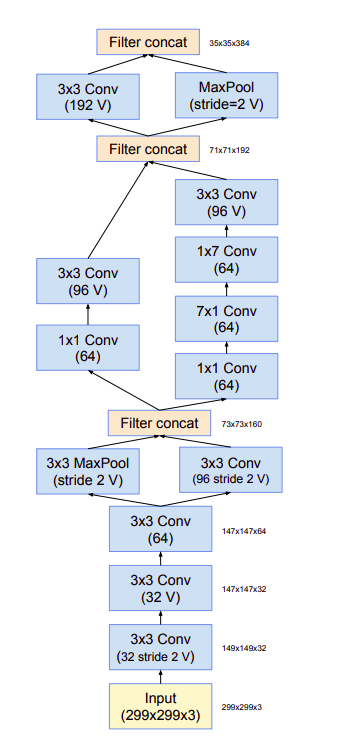 Filter concat 35x35x384
3x3 Conv
(192 V)
MaxPool
(stride=2 V)
Filter concat 71x71x192
3x3 Conv
(96 V)
1x7 Conv
(64)
3x3 Conv
(96 V)
7x1 Conv
(64)
1x1 Conv
(64)
1x1 Conv
(64)
Filter concat 73x73x160
3x3 MaxPool
(stride 2 V)
3x3 Conv
(96 stride 2 V)
3x3 Conv
(64)
147x147x64
3x3 Conv
(32 V)
147x147x32
3x3 Conv
(32 stride 2 V)
149x149x32
Input
(299x299x3)
299x299x3